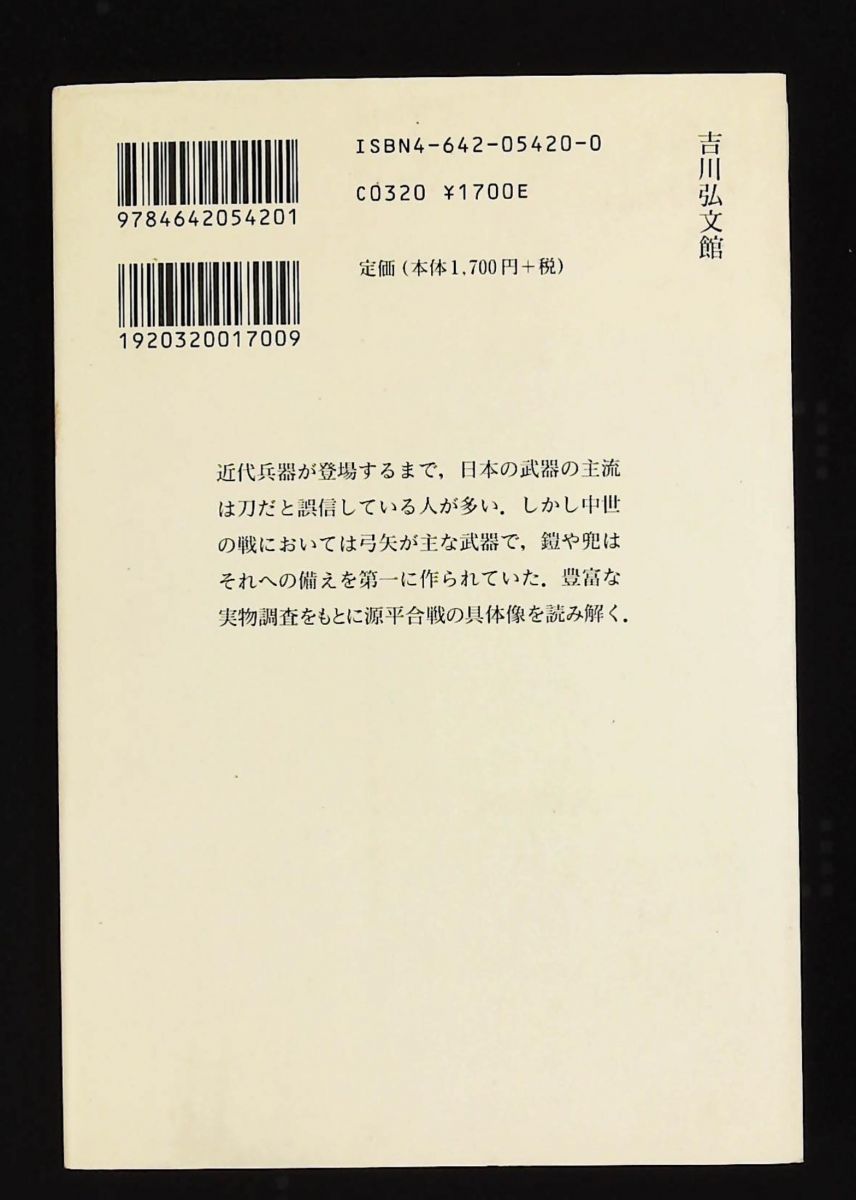 吉川弘文館
ISBN4-642-05420-0
C0320 ¥1700E
9784642054201
定価(本体1,700円+税)
1920320017009
近代兵器が登場するまで,日本の武器の主流
は刀だと誤信している人が多い.しかし中世
の戦においては弓矢が主な武器で,鎧や兜は
それへの備えを第一に作られていた.豊富な
実物調査をもとに源平合戦の具体像を読み解く.